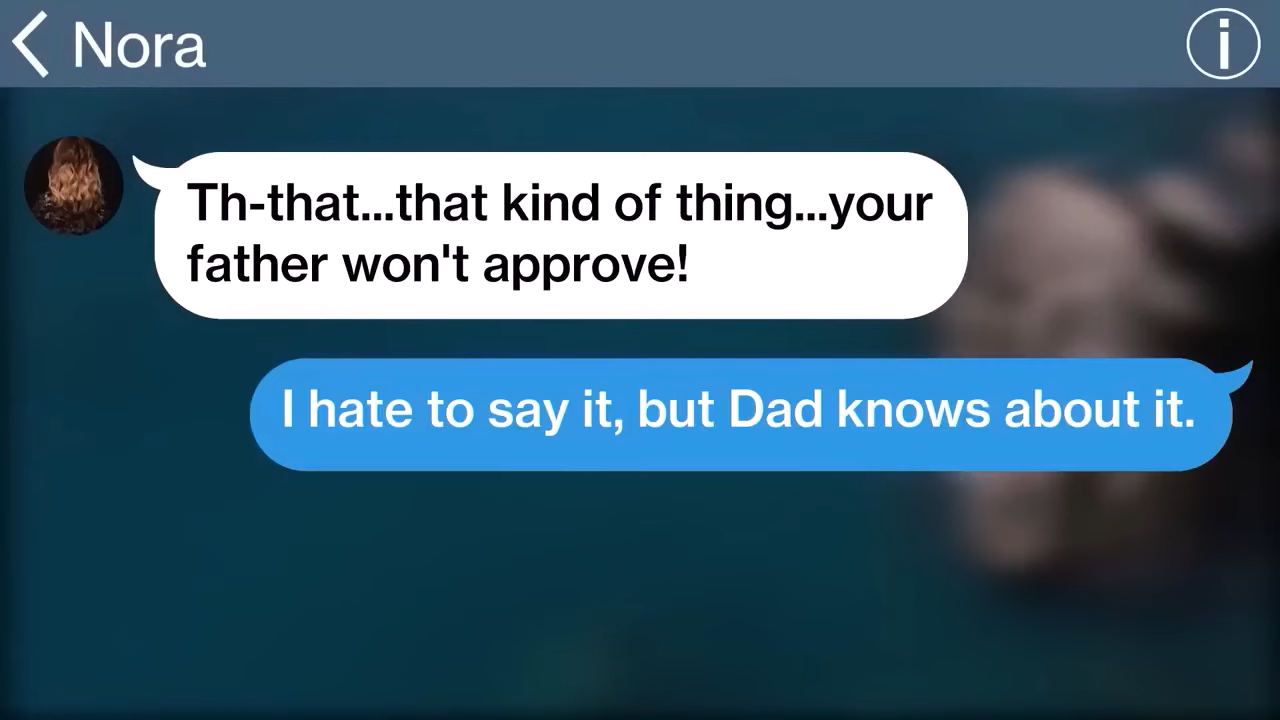 Nora
Th-that...that kind of thing...your
father won't approve!
I hate to say it, but Dad knows about it.